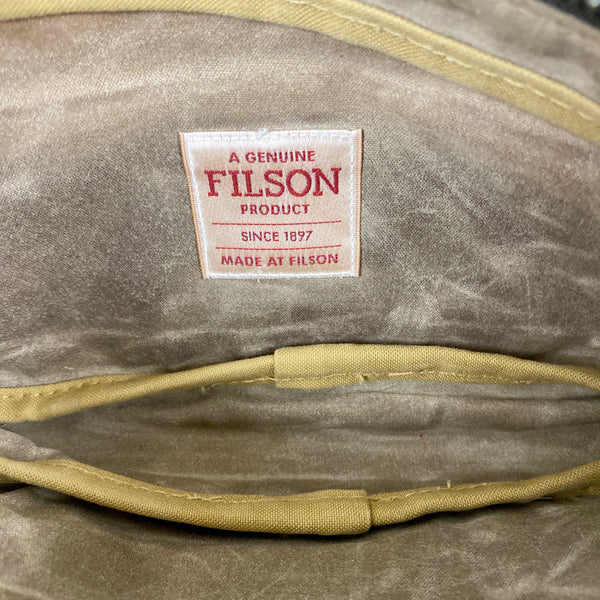 A GENUINE
FILSON
PRODUCT
SINCE 1897
MADE AT FILSON